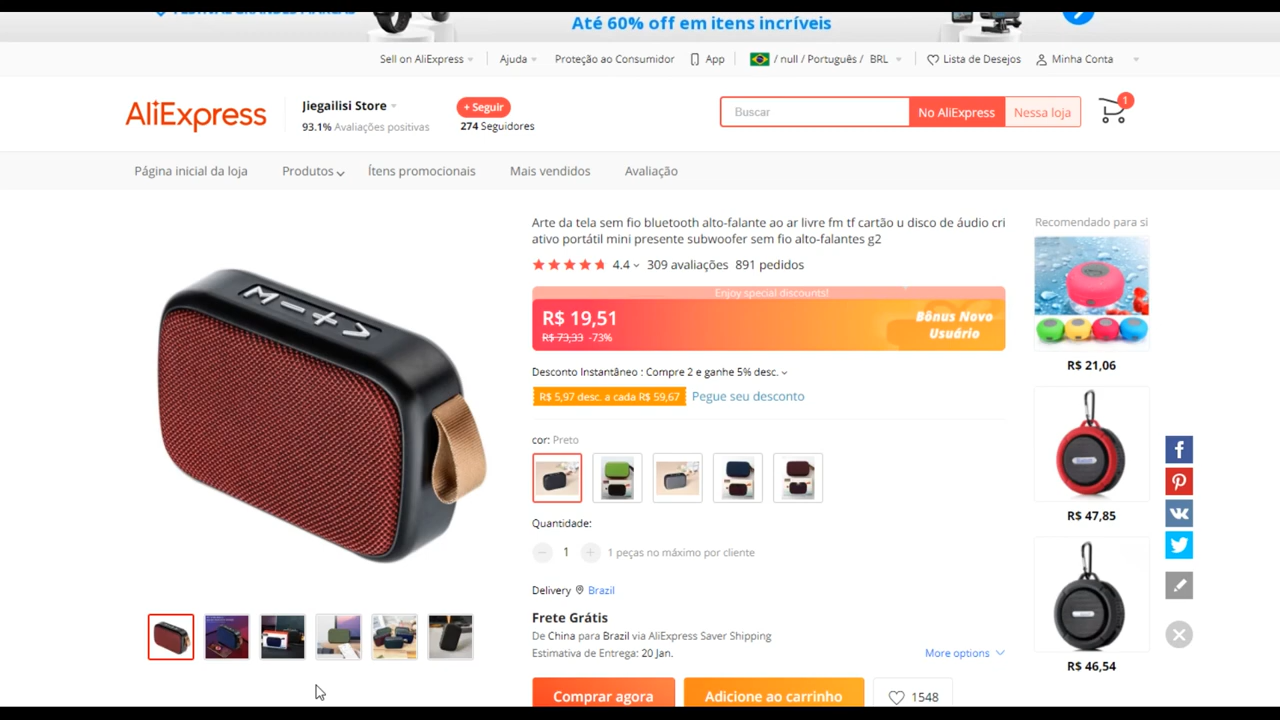 Até 60% off em itens incríveis
Sell on AliExpress
Ajuda
Proteção ao Consumidor
App
/ null / Português / BRL
Lista de Desejos
Minha Conta
AliExpress
Jiegailisi Store
93.1% Avaliações positivas
+ Seguir
274 Seguidores
Buscar
No AliExpress
Nessa loja
1
Página inicial da loja
Produtos
Ítens promocionais
Mais vendidos
Avaliação
Arte da tela sem fio bluetooth alto-falante ao ar livre fm tf cartão u disco de áudio cri
ativo portátil mini presente subwoofer sem fio alto-falantes g2
4.4 309 avaliações 891 pedidos
Enjoy special discounts!
R$ 19,51
R$ 73,33 -73%
Bônus Novo
Usuário
Desconto Instantâneo : Compre 2 e ganhe 5% desc.
R$ 5,97 desc. a cada R$ 59,67 Pegue seu desconto
cor: Preto
Quantidade:
1
1 peças no máximo por cliente
Delivery Brazil
Frete Grátis
De China para Brazil via AliExpress Saver Shipping
Estimativa de Entrega: 20 Jan.
More options
Comprar agora
Adicione ao carrinho
1548
Recomendado para si
R$ 21,06
R$ 47,85
R$ 46,54